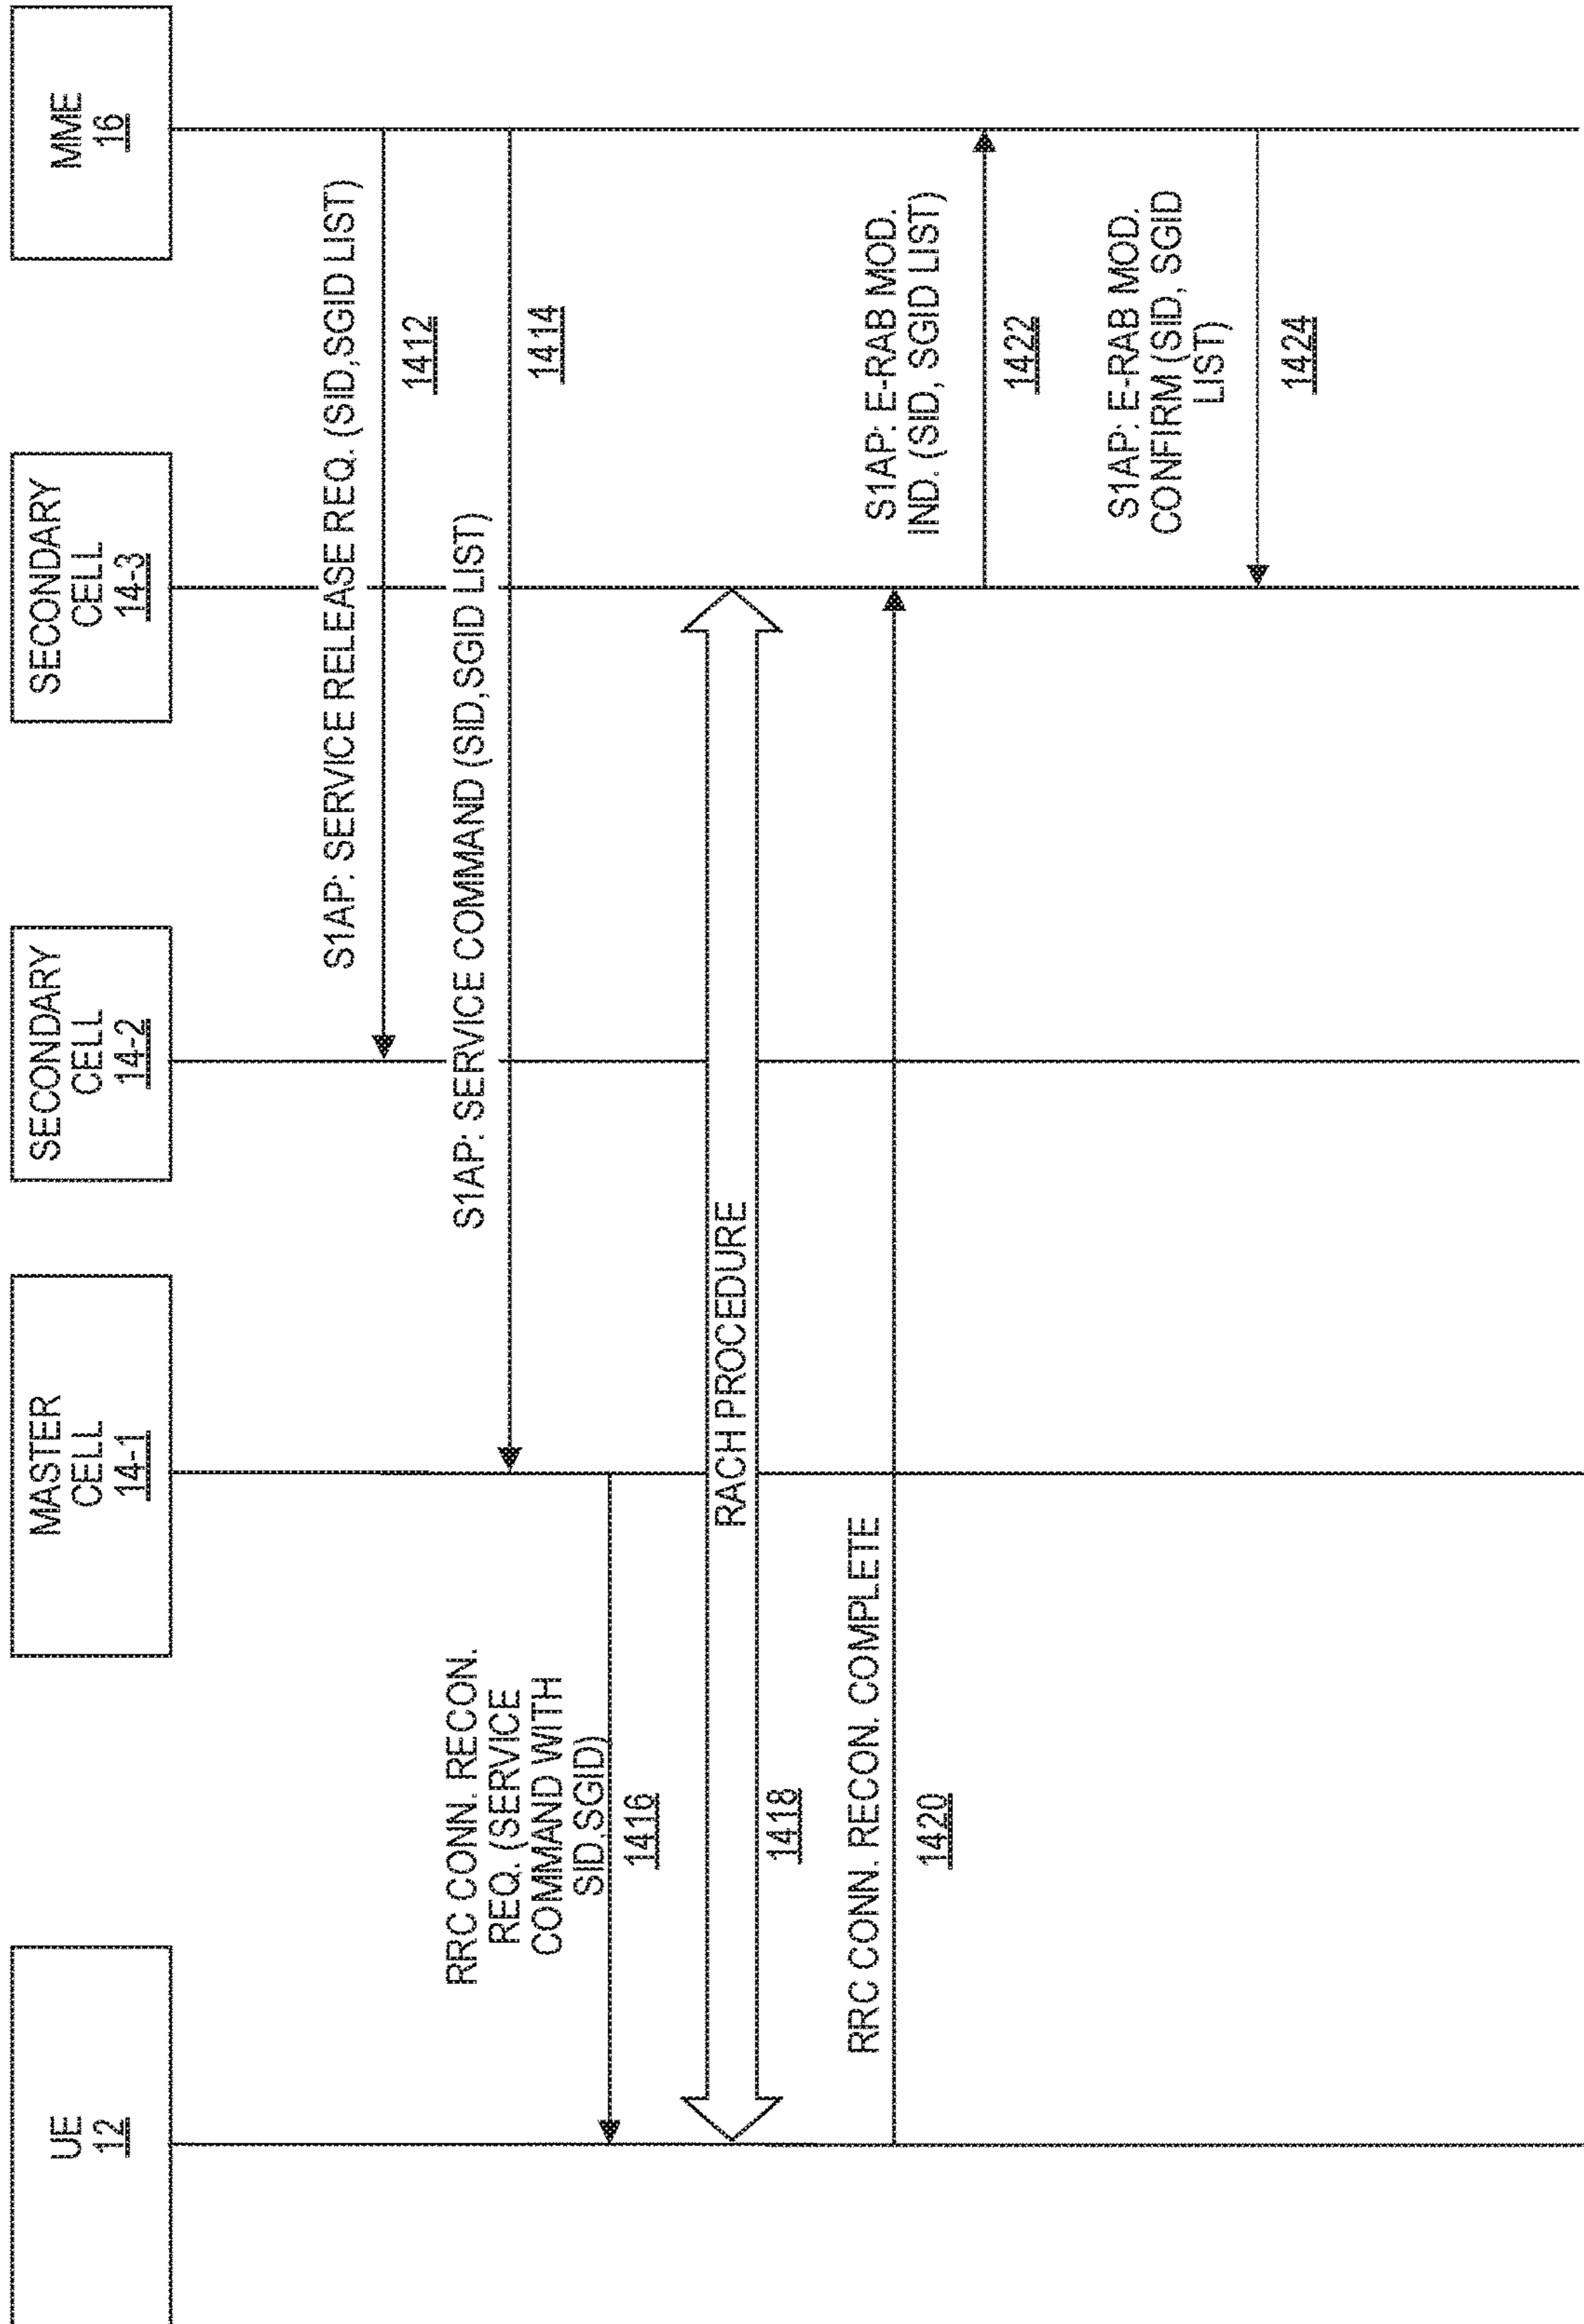 UE
12
MASTER
CELL
14-1
SECONDARY
CELL
14-2
SECONDARY
CELL
14-3
MME
16
S1AP: SERVICE RELEASE REQ. (SID,SGID LIST)
1412
S1AP: SERVICE COMMAND (SID,SGID LIST)
1414
RRC CONN. RECON.
REQ. (SERVICE
COMMAND WITH
SID,SGID)
1416
RACH PROCEDURE
1418
RRC CONN. RECON. COMPLETE
1420
S1AP: E-RAB MOD.
IND. (SID, SGID LIST)
1422
S1AP: E-RAB MOD.
CONFIRM (SID, SGID
LIST)
1424